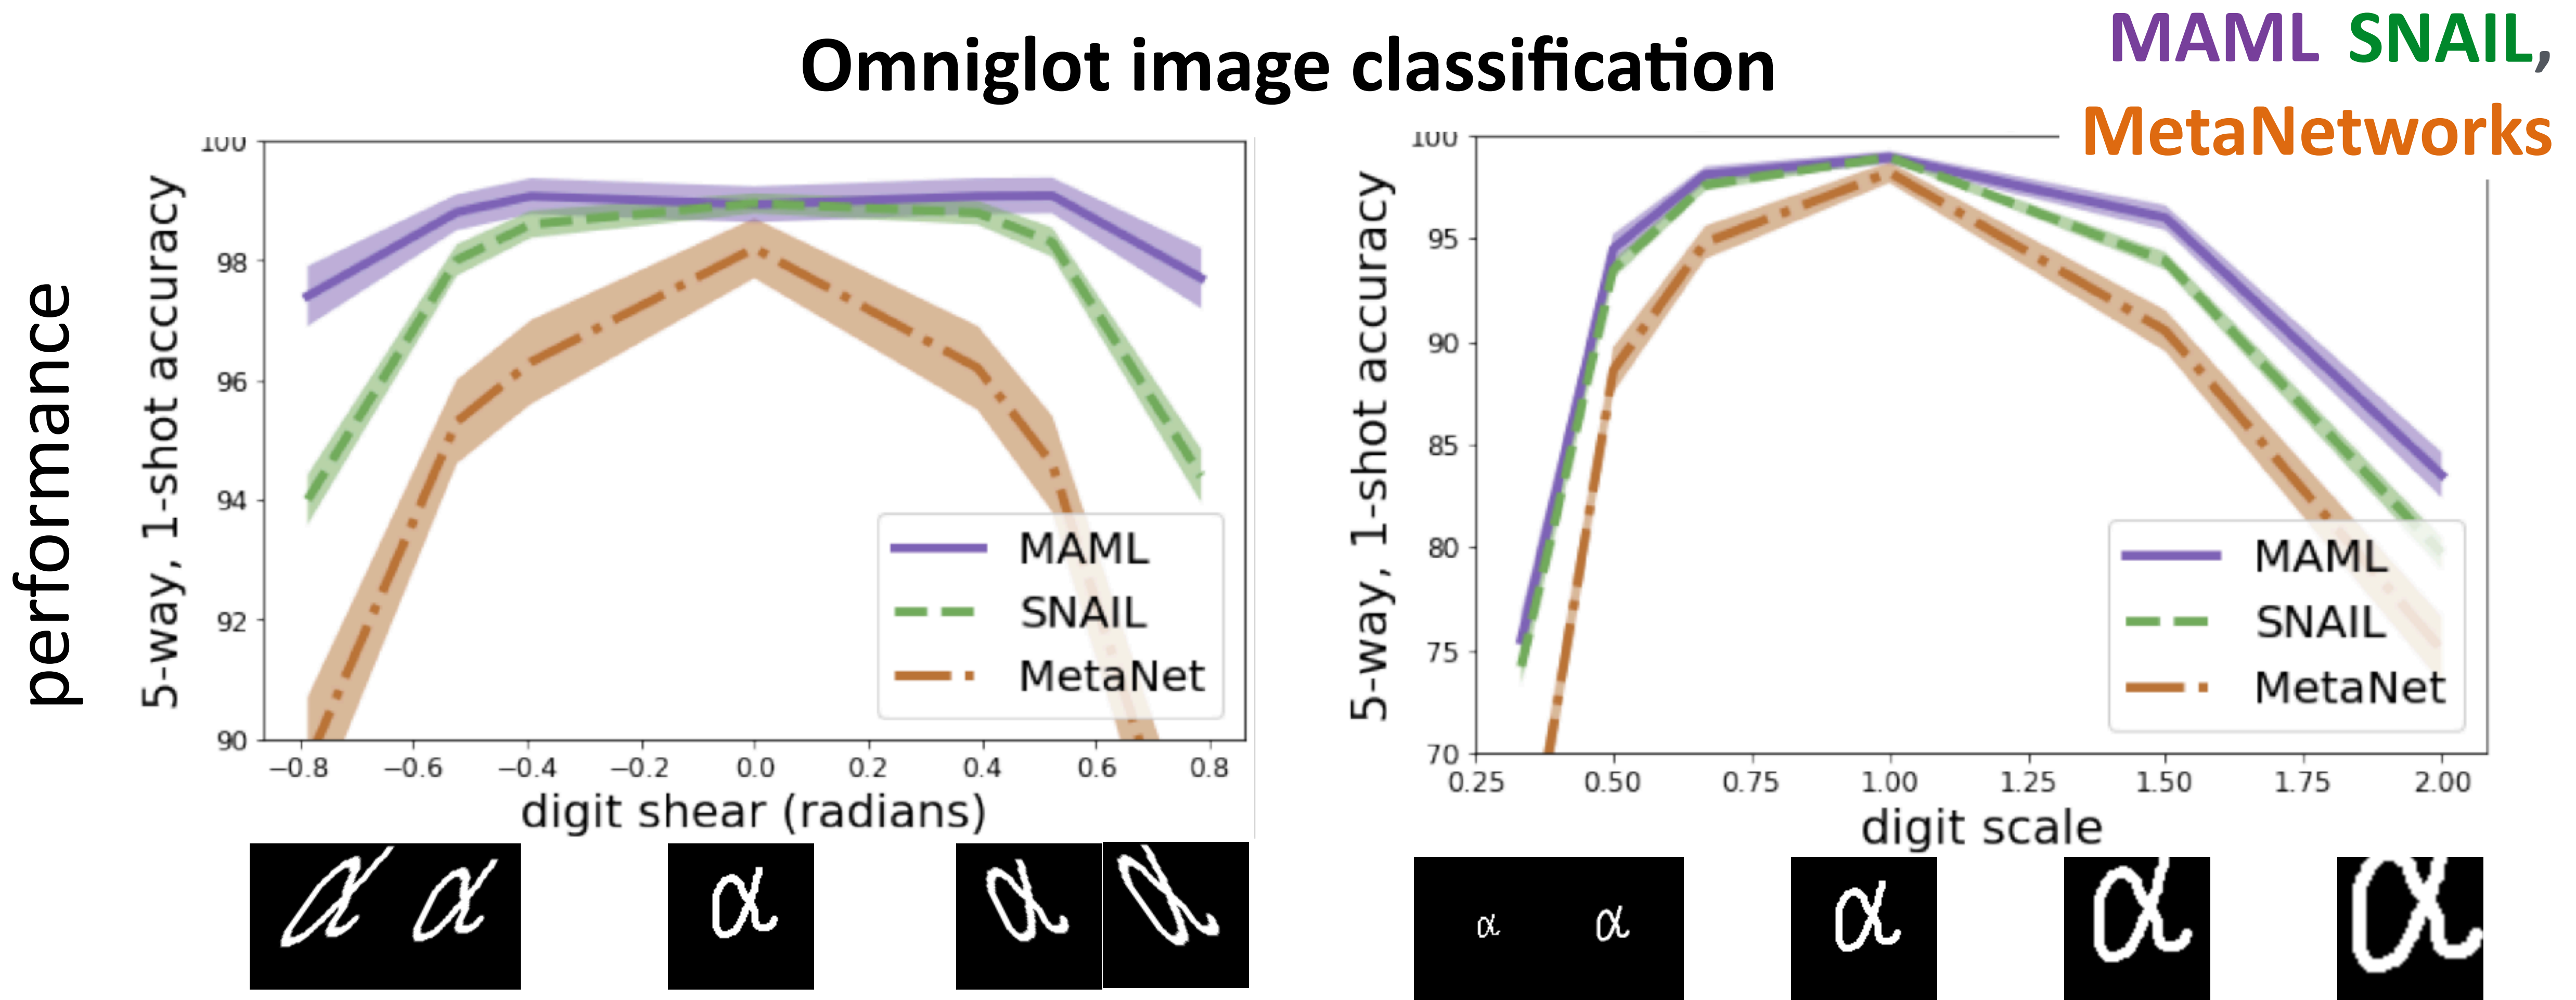 Omniglot image classification
MAML SNAIL,
MetaNetworks
performance
5-way, 1-shot accuracy
100
98
96
94
92
90
−0.8 −0.6 −0.4 −0.2 0.0 0.2 0.4 0.6 0.8
digit shear (radians)
MAML
SNAIL
MetaNet
α α α α α
5-way, 1-shot accuracy
100
95
90
85
80
75
70
0.25 0.50 0.75 1.00 1.25 1.50 1.75 2.00
digit scale
MAML
SNAIL
MetaNet
α α α α α